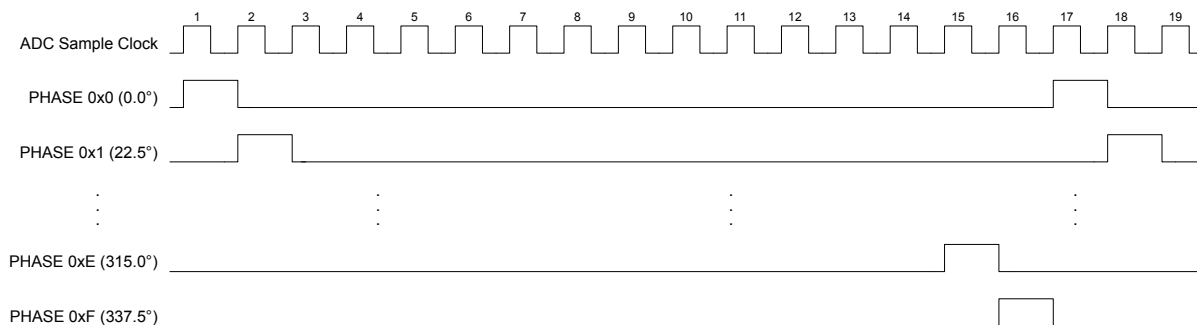 1 2 3 4 5 6 7 8 9 10 11 12 13 14 15 16 17 18 19
ADC Sample Clock
PHASE 0x0 (0.0°)
PHASE 0x1 (22.5°)
PHASE 0xE (315.0°)
PHASE 0xF (337.5°)